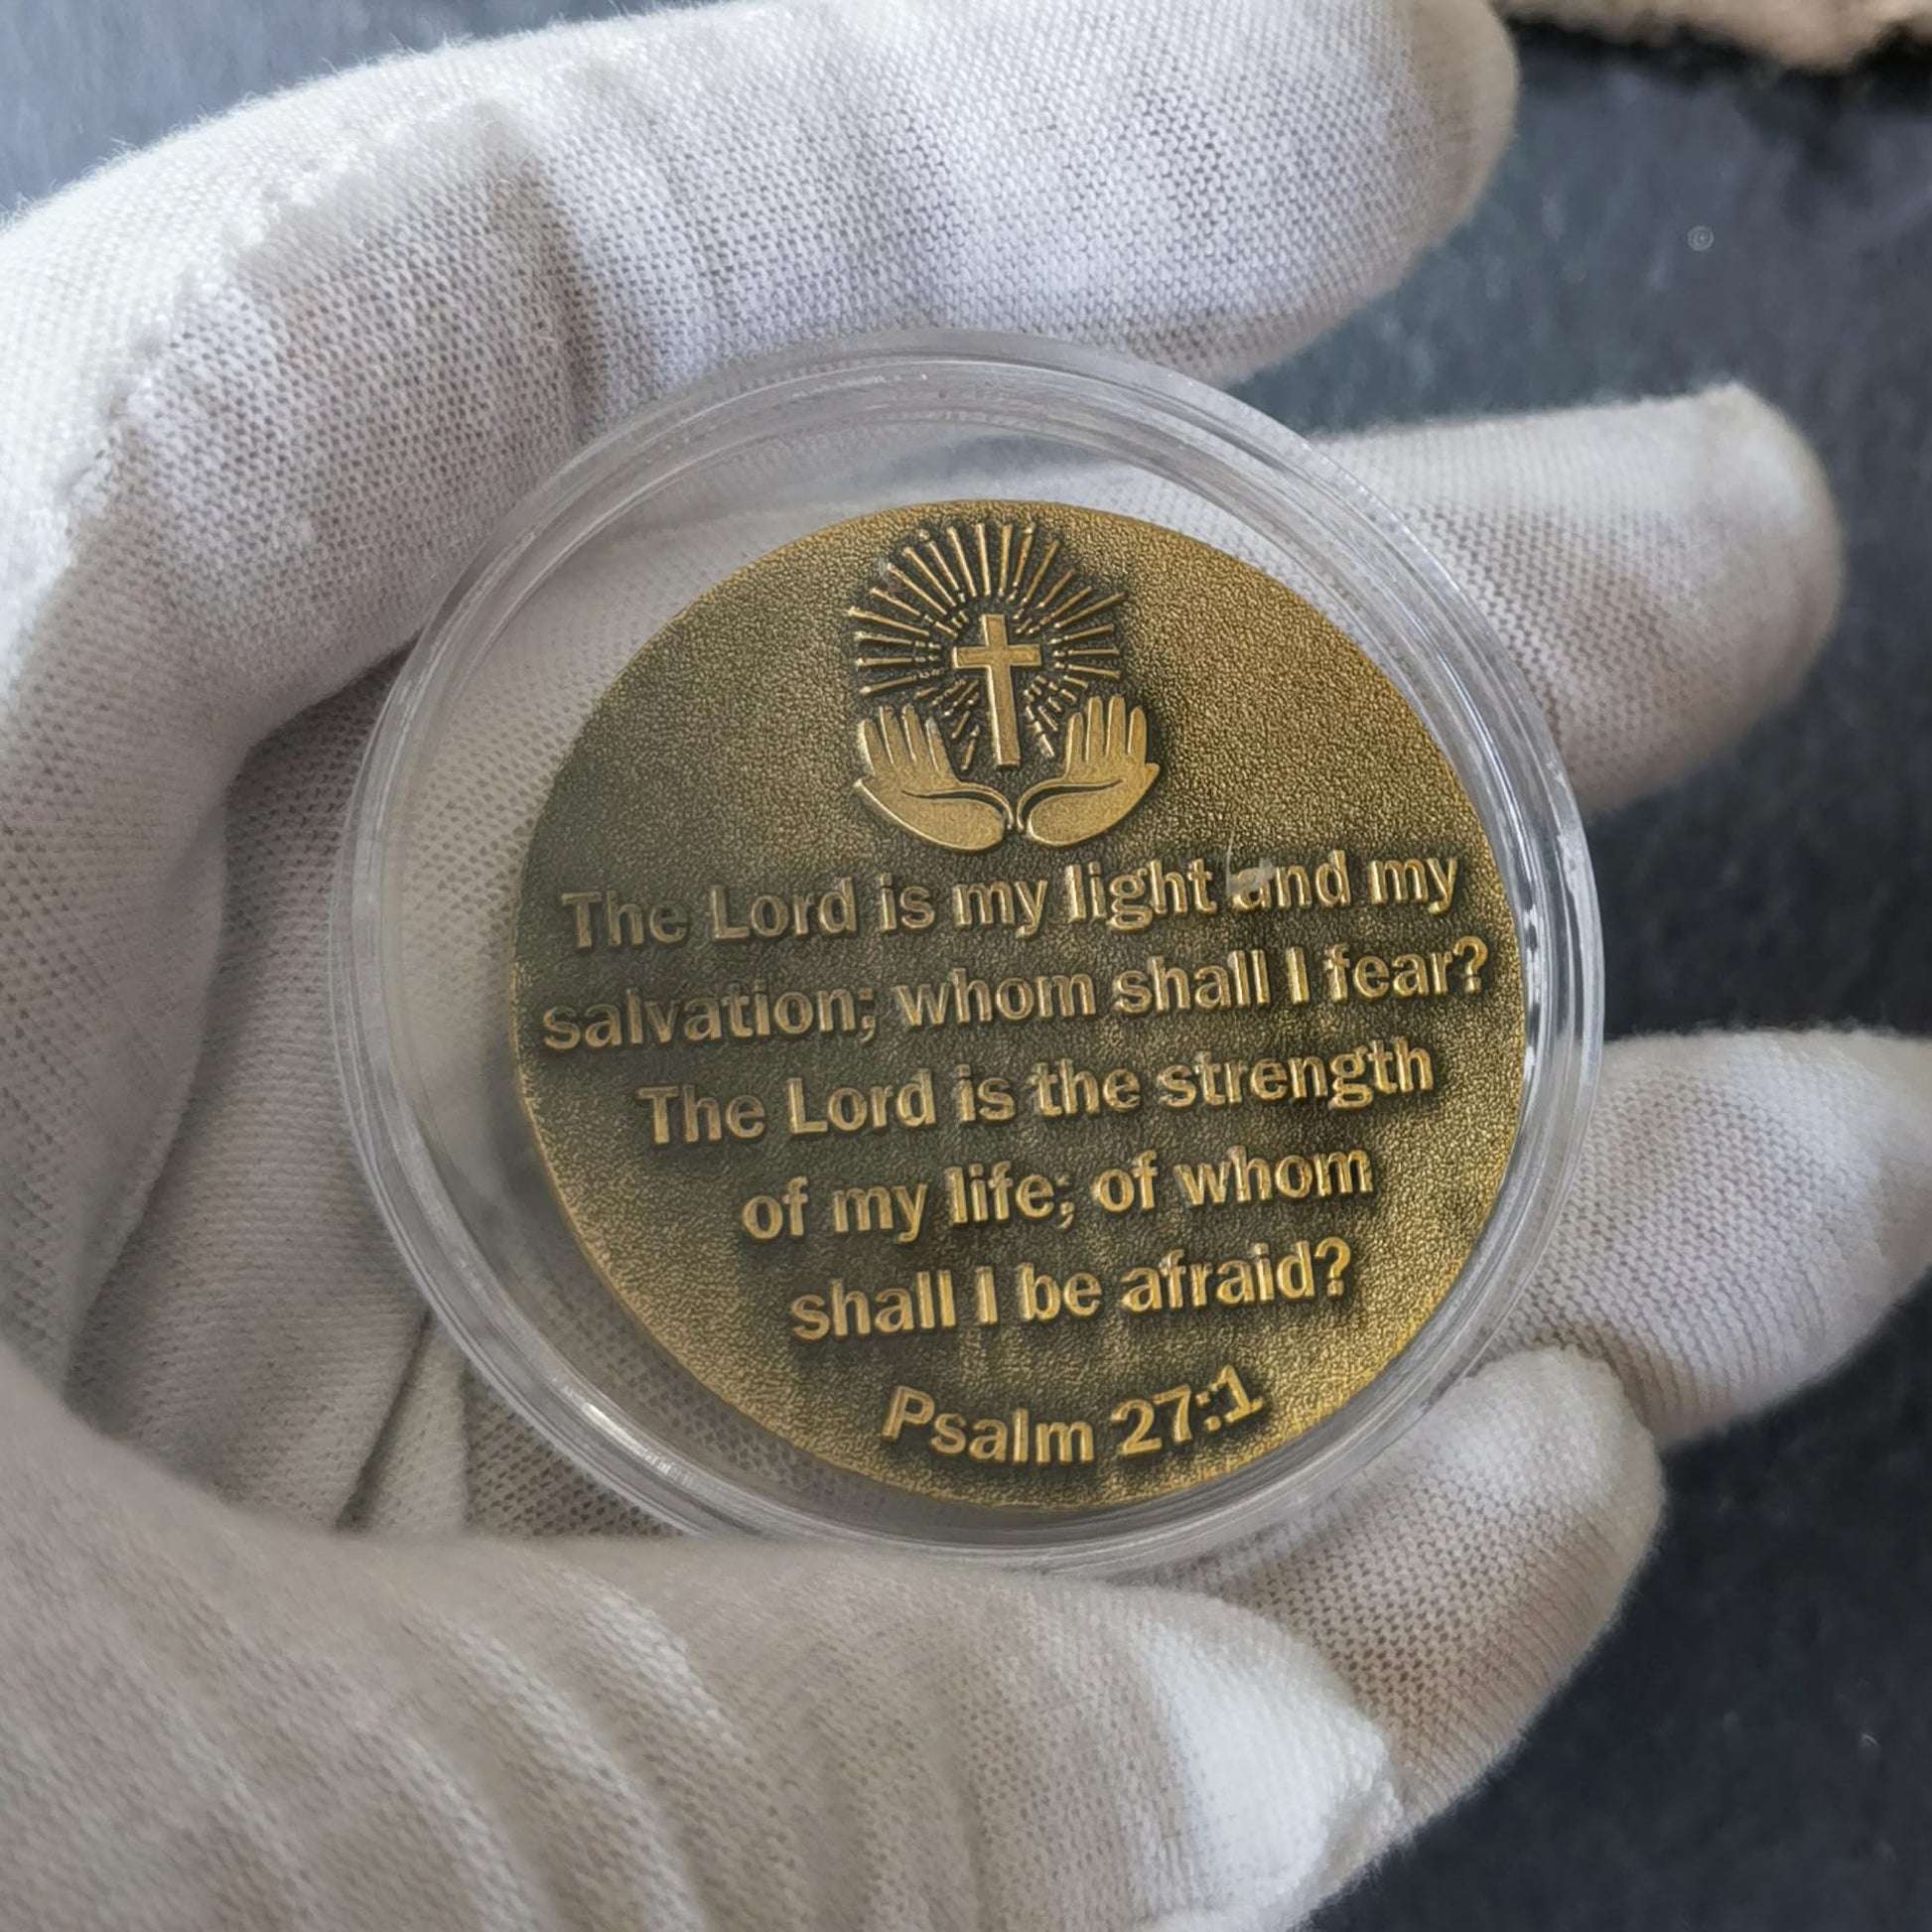 The Lord is my light and my
salvation; whom shall I fear?
The Lord is the strength
of my life; of whom
shall I be afraid?
Psalm 27:1